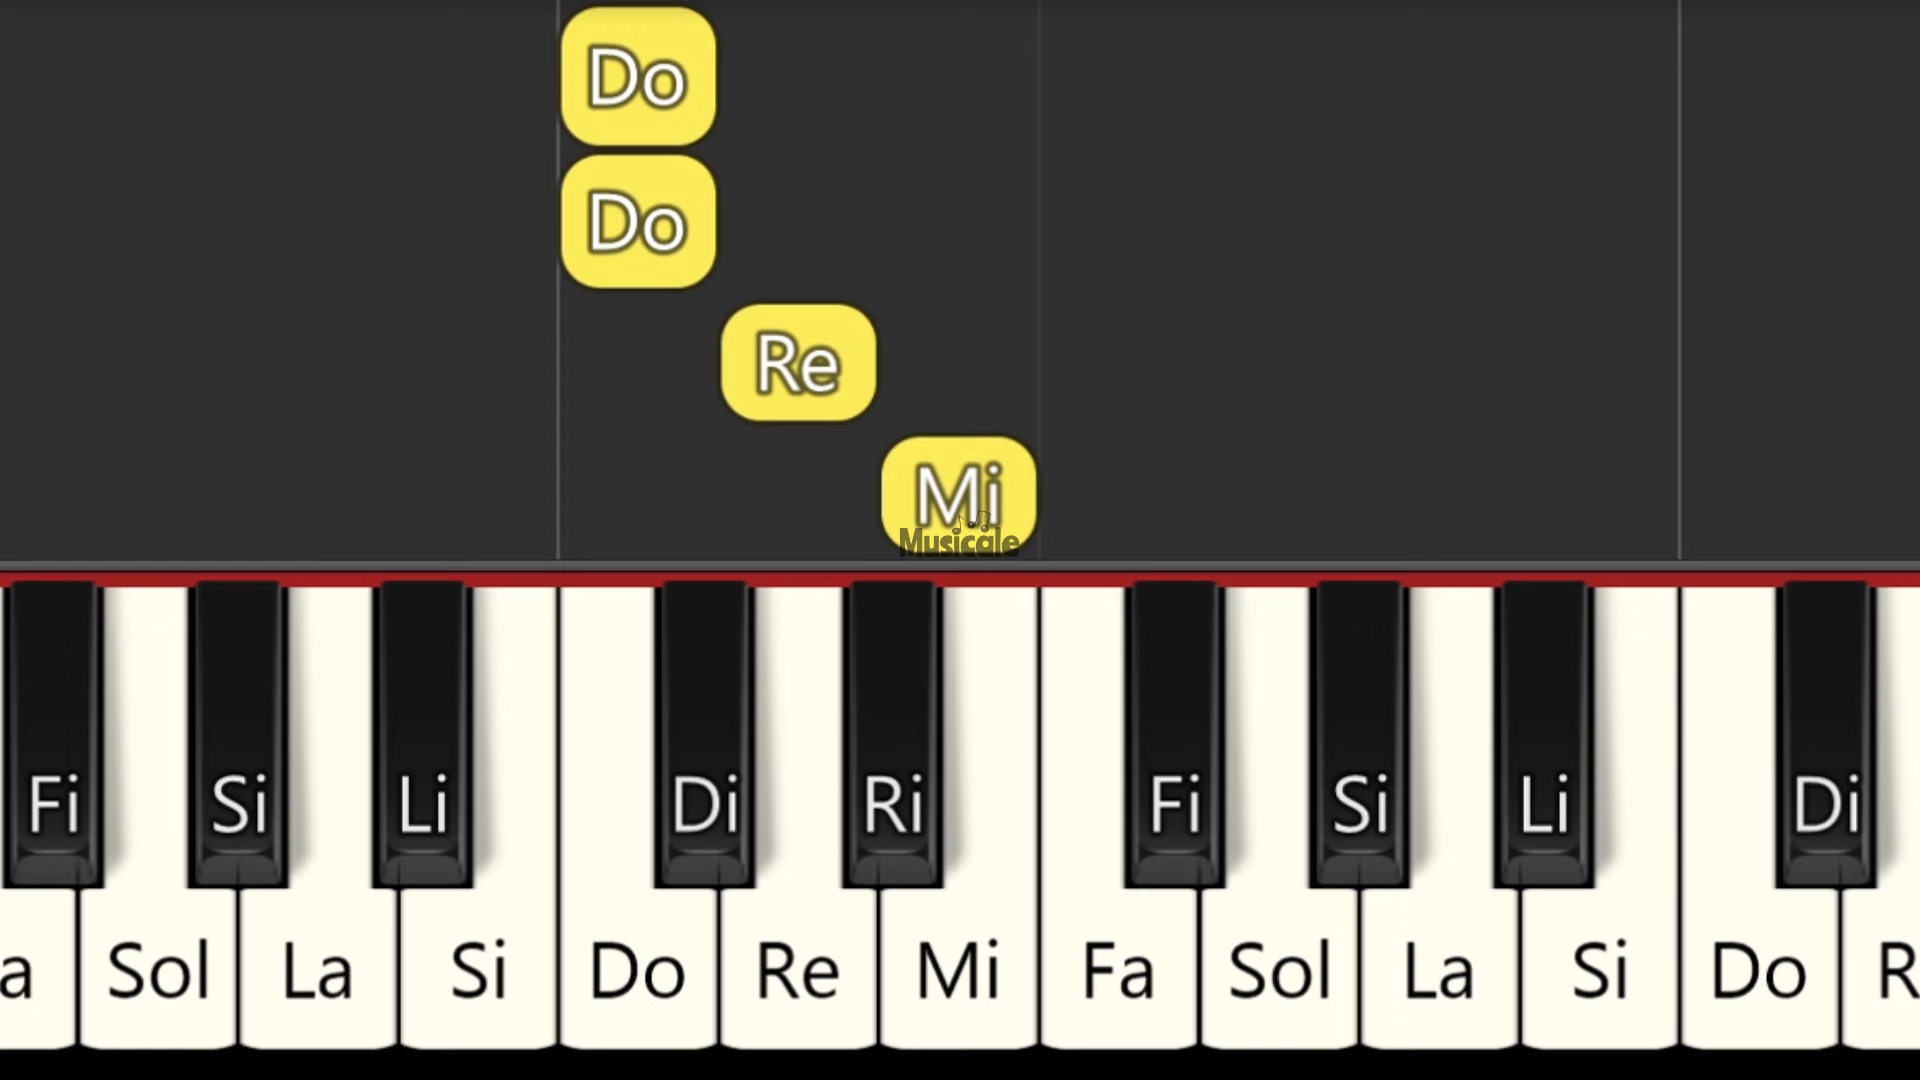 Do
Do
Re
Mi
Musicale
Fi Si Li Di Ri Fi Si Li Di
a Sol La Si Do Re Mi Fa Sol La Si Do R